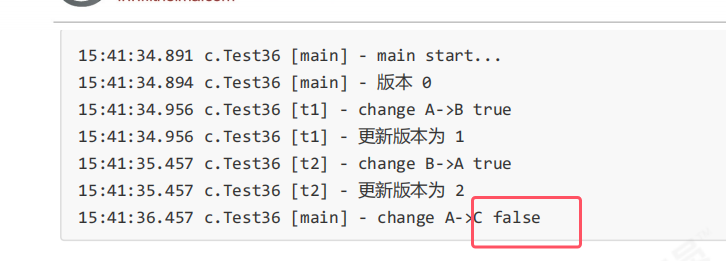 15:41:34.891 c.Test36 [main] - main start...
15:41:34.894 c.Test36 [main] - 版本 0
15:41:34.956 c.Test36 [t1] - change A->B true
15:41:34.956 c.Test36 [t1] - 更新版本为 1
15:41:35.457 c.Test36 [t2] - change B->A true
15:41:35.457 c.Test36 [t2] - 更新版本为 2
15:41:36.457 c.Test36 [main] - change A->C false